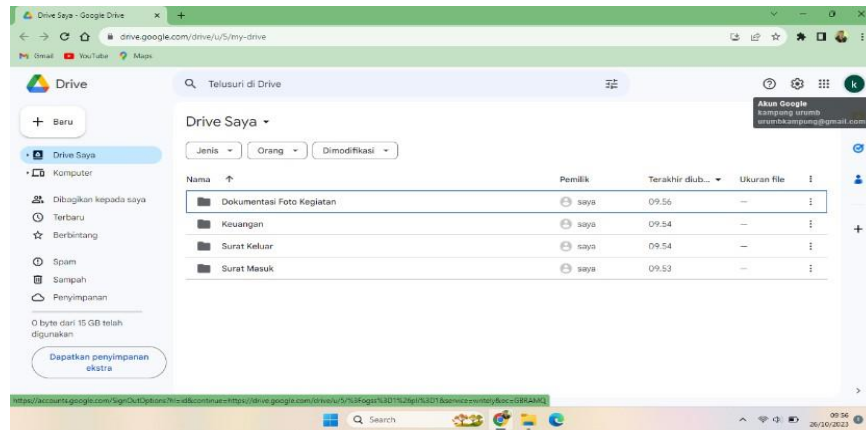 Drive Saya - Google Drive
drive.google.com/drive/u/5/my-drive
Gmail YouTube Maps
Drive
Telusuri di Drive
k
Akun Google
kampung urumb
urumbkampung@gmail.com
Baru
Drive Saya
Jenis Orang Dimodifikasi
Drive Saya
Komputer
Dibagikan kepada saya
Terbaru
Berbintang
Spam
Sampah
Penyimpanan
0 byte dari 15 GB telah
digunakan
Dapatkan penyimpanan
ekstra
Nama Pemilik Terakhir diub... Ukuran file
Dokumentasi Foto Kegiatan saya 09.56 —
Keuangan saya 09.54 —
Surat Keluar saya 09.54 —
Surat Masuk saya 09.53 —
Search
09.56
26/10/2023